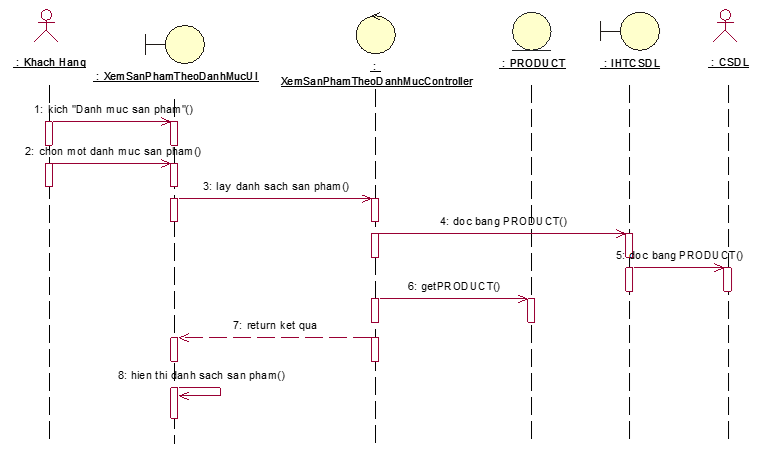 : Khach Hang
: XemSanPhamTheoDanhMucUI
:
XemSanPhamTheoDanhMucController
: PRODUCT
: IHTCSDL
: CSDL
1: kich "Danh muc san pham"()
2: chon mot danh muc san pham()
3: lay danh sach san pham()
4: doc bang PRODUCT()
5: doc bang PRODUCT()
6: getPRODUCT()
7: return ket qua
8: hien thi danh sach san pham()